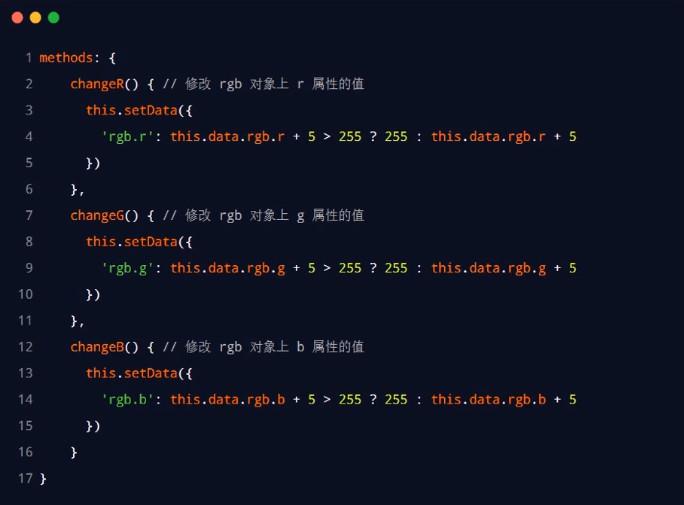 1 methods: {
2 changeR() { // 修改 rgb 对象上 r 属性的值
3 this.setData({
4 'rgb.r': this.data.rgb.r + 5 > 255 ? 255 : this.data.rgb.r + 5
5 })
6 },
7 changeG() { // 修改 rgb 对象上 g 属性的值
8 this.setData({
9 'rgb.g': this.data.rgb.g + 5 > 255 ? 255 : this.data.rgb.g + 5
10 })
11 },
12 changeB() { // 修改 rgb 对象上 b 属性的值
13 this.setData({
14 'rgb.b': this.data.rgb.b + 5 > 255 ? 255 : this.data.rgb.b + 5
15 })
16 }
17 }